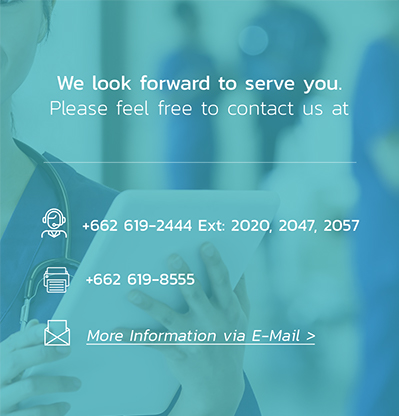 We look forward to serve you.
Please feel free to contact us at
+662 619-2444 Ext: 2020, 2047, 2057
+662 619-8555
More Information via E-Mail >